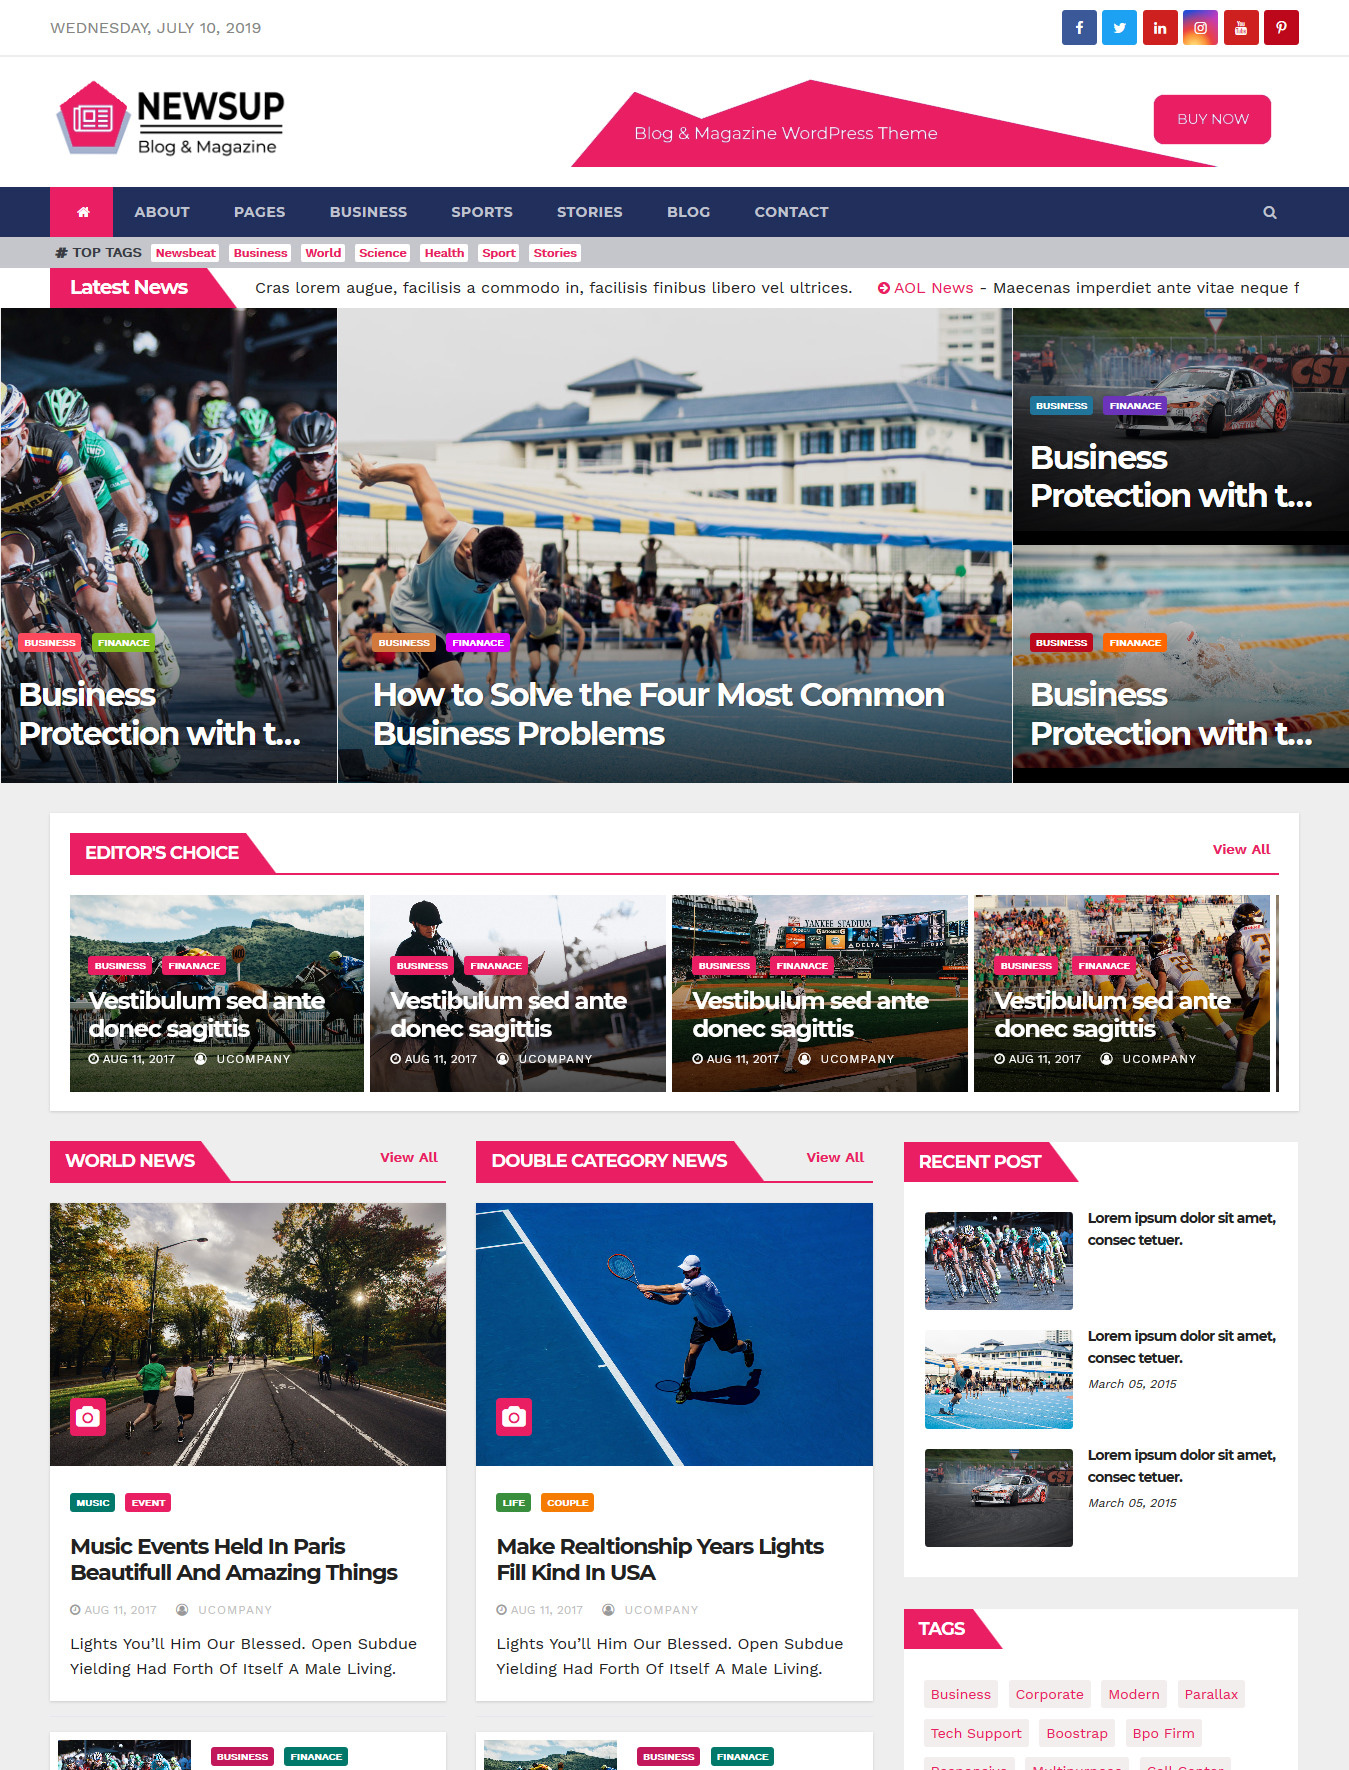 WEDNESDAY, JULY 10, 2019
NEWSUP
Blog & Magazine
Blog & Magazine WordPress Theme
BUY NOW
ABOUT PAGES BUSINESS SPORTS STORIES BLOG CONTACT
# TOP TAGS Newsbeat Business World Science Health Sport Stories
Latest News Cras lorem augue, facilisis a commodo in, facilisis finibus libero vel ultrices. AOL News - Maecenas imperdiet ante vitae neque f
BUSINESS FINANACE
Business
Protection with t...
BUSINESS FINANACE
How to Solve the Four Most Common
Business Problems
CST
BUSINESS FINANACE
Business
Protection with t...
BUSINESS FINANACE
Business
Protection with t...
EDITOR'S CHOICE View All
BUSINESS FINANACE
Vestibulum sed ante
donec sagittis
AUG 11, 2017 UCOMPANY
BUSINESS FINANACE
Vestibulum sed ante
donec sagittis
AUG 11, 2017 UCOMPANY
YANKEE STADIUM
DELTA
BUSINESS FINANACE
Vestibulum sed ante
donec sagittis
AUG 11, 2017 UCOMPANY
BUSINESS FINANACE
Vestibulum sed ante
donec sagittis
AUG 11, 2017 UCOMPANY
WORLD NEWS View All
MUSIC EVENT
Music Events Held In Paris
Beautifull And Amazing Things
AUG 11, 2017 UCOMPANY
Lights You'll Him Our Blessed. Open Subdue
Yielding Had Forth Of Itself A Male Living.
BUSINESS FINANACE
DOUBLE CATEGORY NEWS View All
LIFE COUPLE
Make Realtionship Years Lights
Fill Kind In USA
AUG 11, 2017 UCOMPANY
Lights You'll Him Our Blessed. Open Subdue
Yielding Had Forth Of Itself A Male Living.
BUSINESS FINANACE
RECENT POST
Lorem ipsum dolor sit amet,
consec tetuer.
Lorem ipsum dolor sit amet,
consec tetuer.
March 05, 2015
CST
Lorem ipsum dolor sit amet,
consec tetuer.
March 05, 2015
TAGS
Business Corporate Modern Parallax
Tech Support Boostrap Bpo Firm